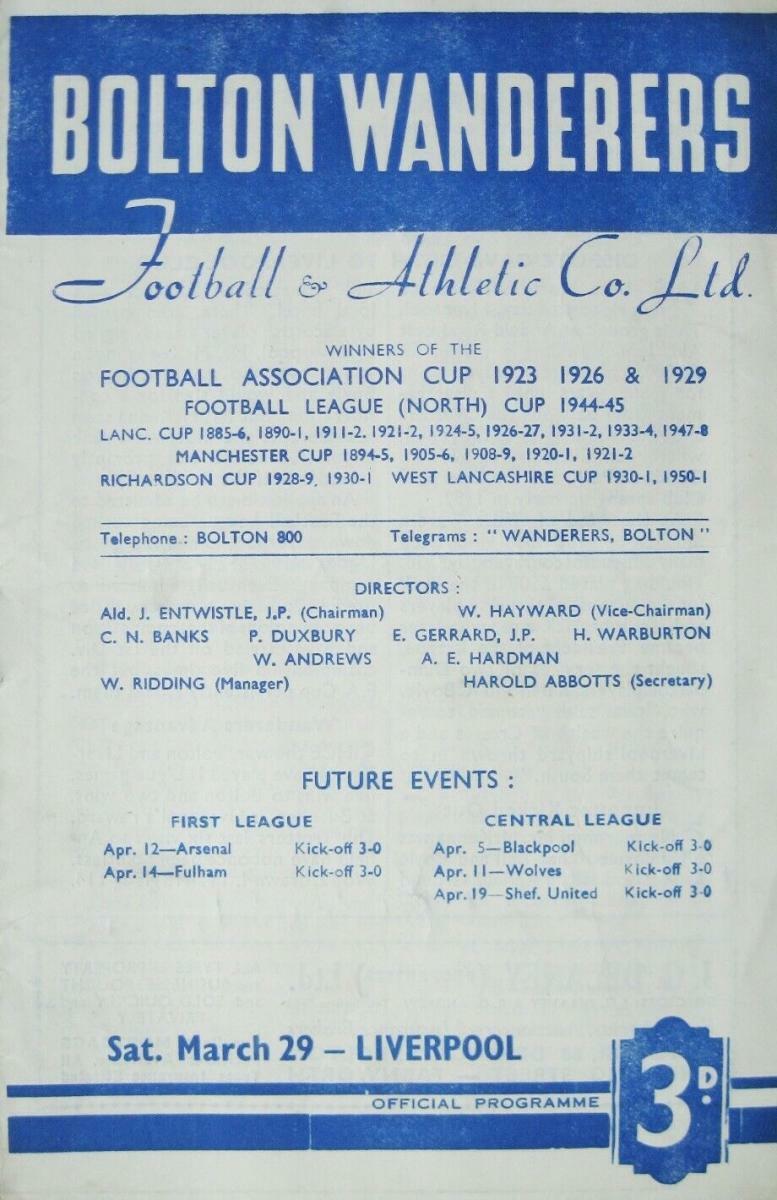 BOLTON WANDERERS
Football & Athletic Co. Ltd.
WINNERS OF THE
FOOTBALL ASSOCIATION CUP 1923 1926 & 1929
FOOTBALL LEAGUE (NORTH) CUP 1944-45
LANC. CUP 1885-6, 1890-1, 1911-2. 1921-2, 1924-5, 1926-27, 1931-2, 1933-4, 1947-8
MANCHESTER CUP 1894-5, 1905-6, 1908-9, 1920-1, 1921-2
RICHARDSON CUP 1928-9, 1930-1 WEST LANCASHIRE CUP 1930-1, 1950-1
Telephone : BOLTON 800 Telegrams : "WANDERERS, BOLTON"
DIRECTORS :
Ald. J. ENTWISTLE, J.P. (Chairman) W. HAYWARD (Vice-Chairman)
C. N. BANKS P. DUXBURY E. GERRARD, J.P. H. WARBURTON
W. ANDREWS A. E. HARDMAN
W. RIDDING (Manager) HAROLD ABBOTTS (Secretary)
FUTURE EVENTS :
FIRST LEAGUE
Apr. 12—Arsenal Kick-off 3-0
Apr. 14—Fulham Kick-off 3-0
CENTRAL LEAGUE
Apr. 5—Blackpool Kick-off 3-0
Apr. 11—Wolves Kick-off 3-0
Apr. 19—Shef. United Kick-off 3-0
Sat. March 29 – LIVERPOOL
OFFICIAL PROGRAMME
3D.